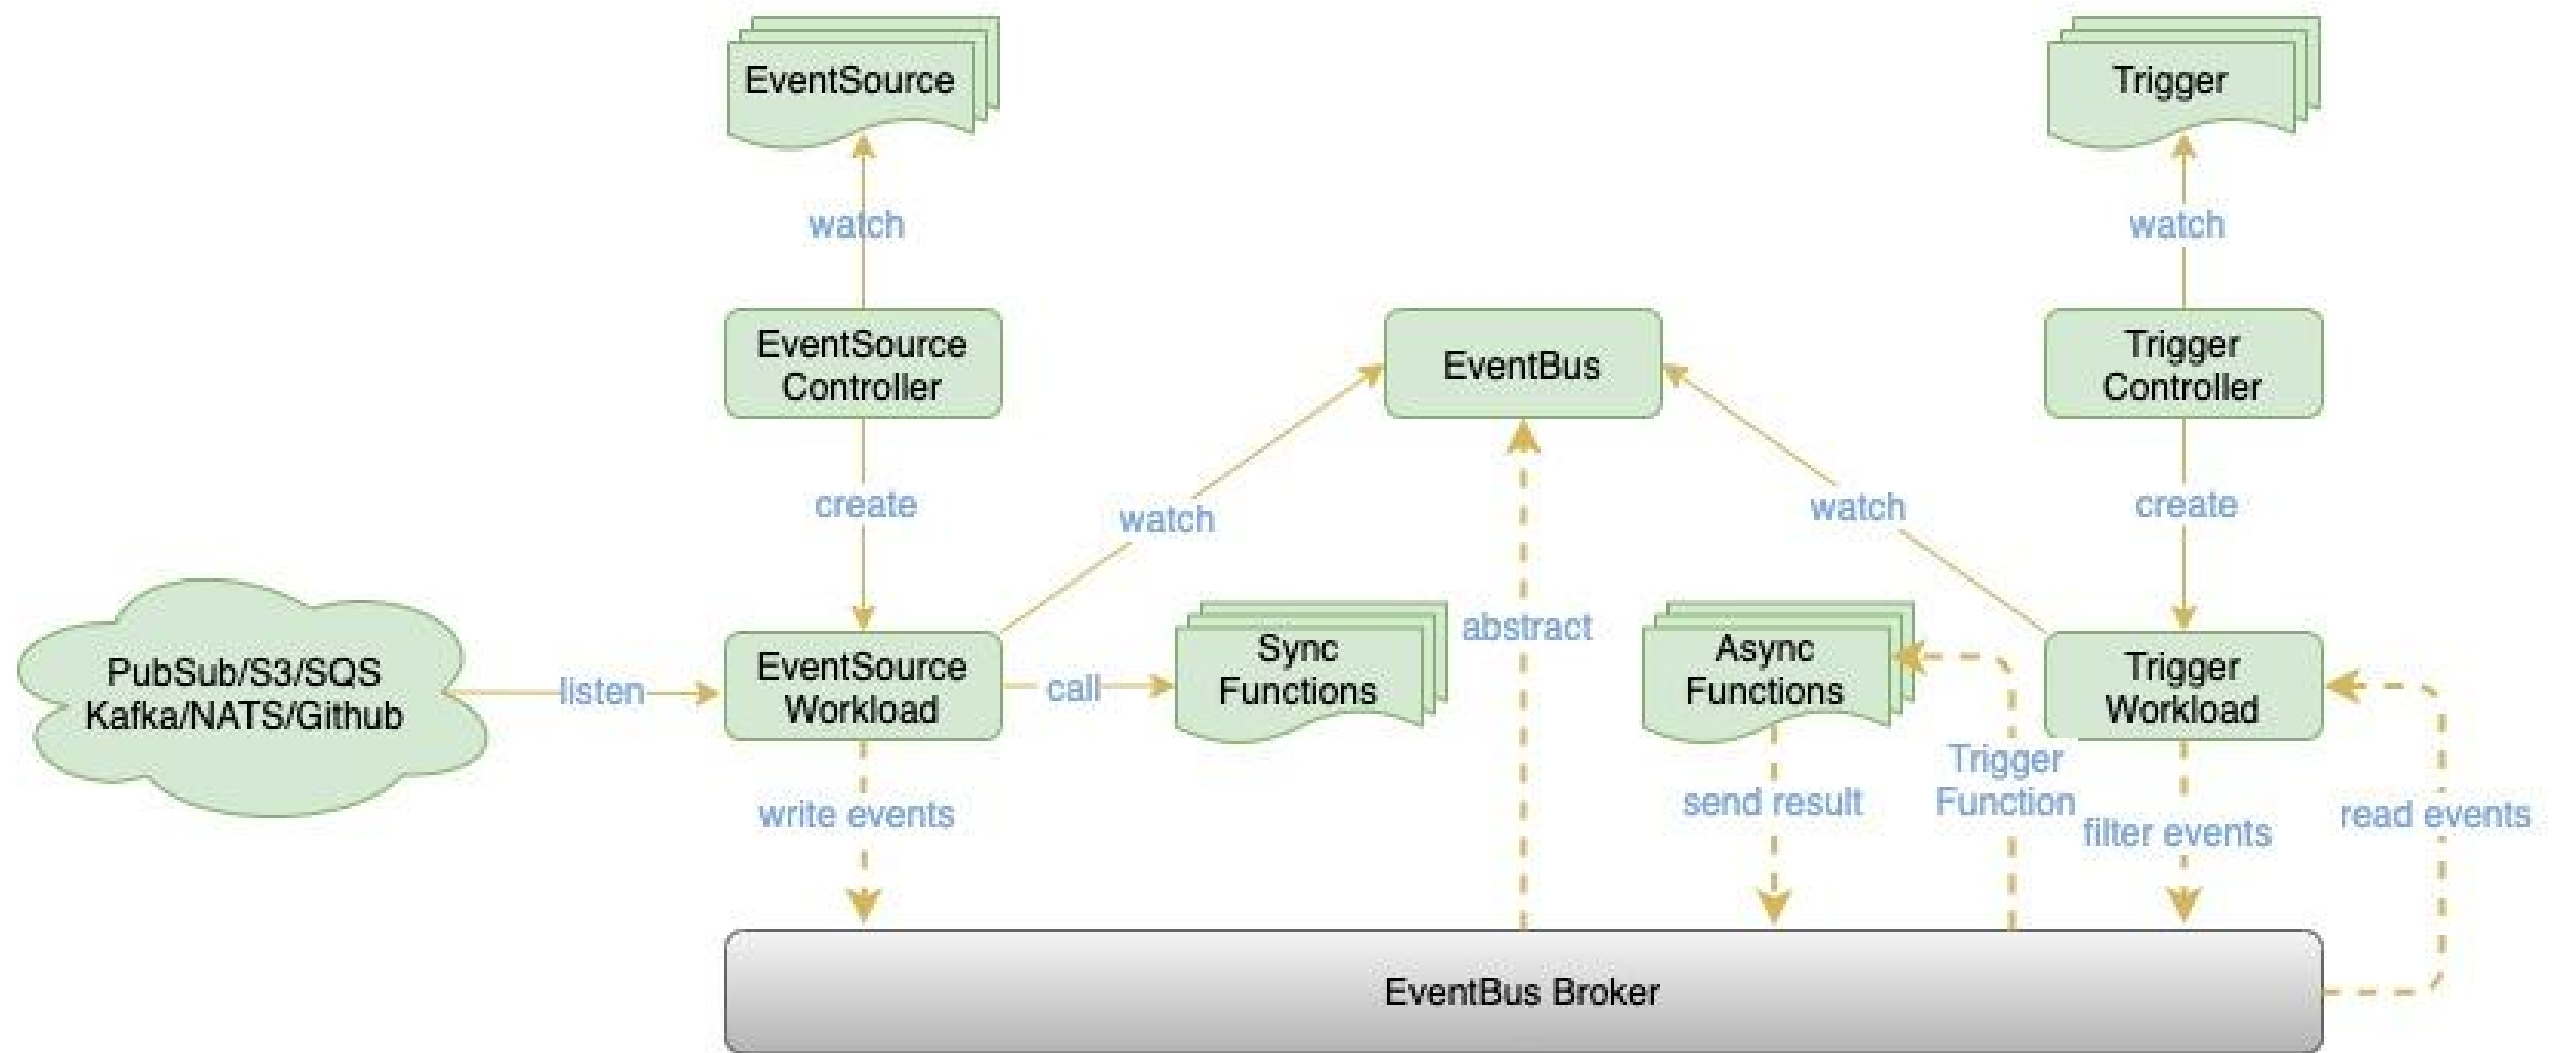 EventSource
Trigger
watch
watch
EventSource
Controller
EventBus
Trigger
Controller
create
watch
watch
create
PubSub/S3/SQS
Kafka/NATS/Github
listen
EventSource
Workload
call
Sync
Functions
abstract
Async
Functions
Trigger
Workload
write events
send result
Trigger
Function
filter events
read events
EventBus Broker